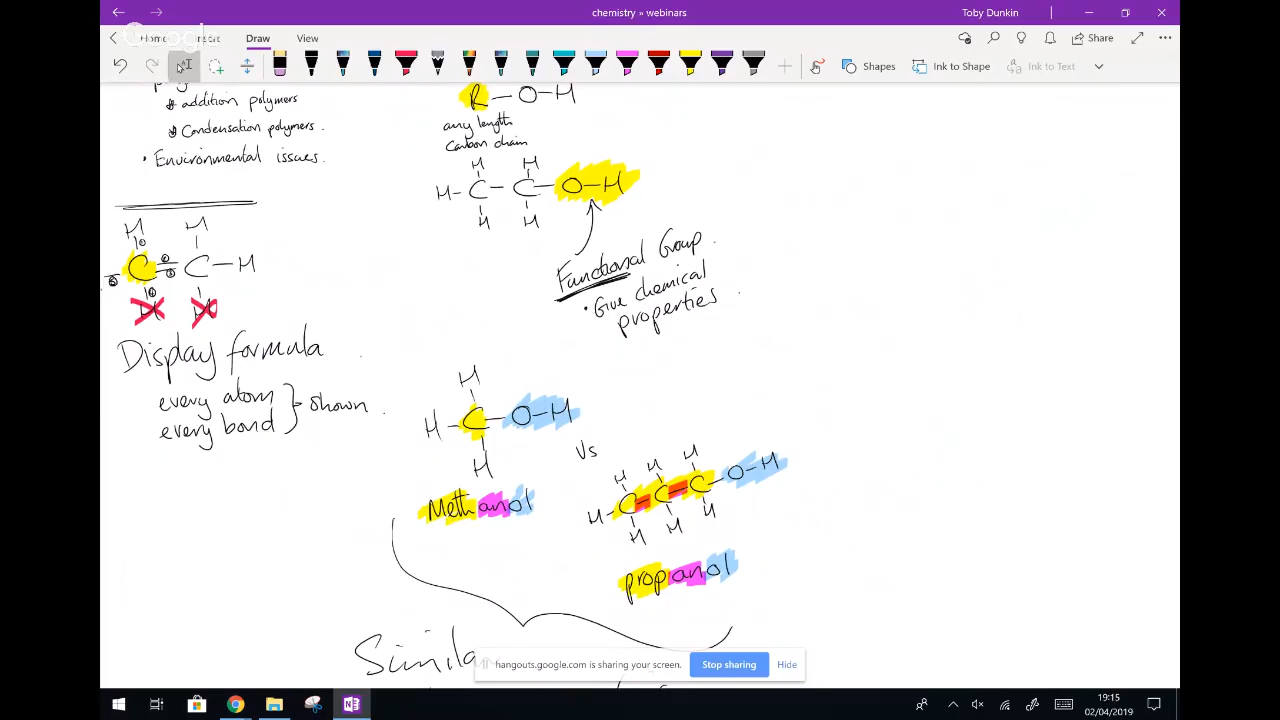 chemistry » webinars
Toby Dunkin
Google
Home
Insert
Draw
View
Share
Shapes
Ink to Shape
Ink to Text
addition polymers
Condensation polymers.
• Environmental issues.
R-O-H
any length
Carbon chain
H H
H-C-C-O-H
H H
Functional Group.
• Give chemical
properties
H H
C=C-H
H H
Display formula
every atom
every bond
shown
H
H-C-O-H
H
Methanol
Vs
H H H
H-C-C-C-O-H
H H H
propanol
Similar
hangouts.google.com is sharing your screen.
Stop sharing
Hide
19:15
02/04/2019